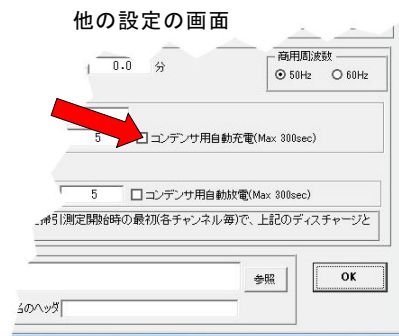 他の設定の画面
商用周波数
0.0 分
50Hz 60Hz
5 コンデンサ用自動充電(Max 300sec)
5 コンデンサ用自動放電(Max 300sec)
掃引測定開始時の最初(各チャンネル毎)で、上記のディスチャージと
参照
OK
のヘッダ